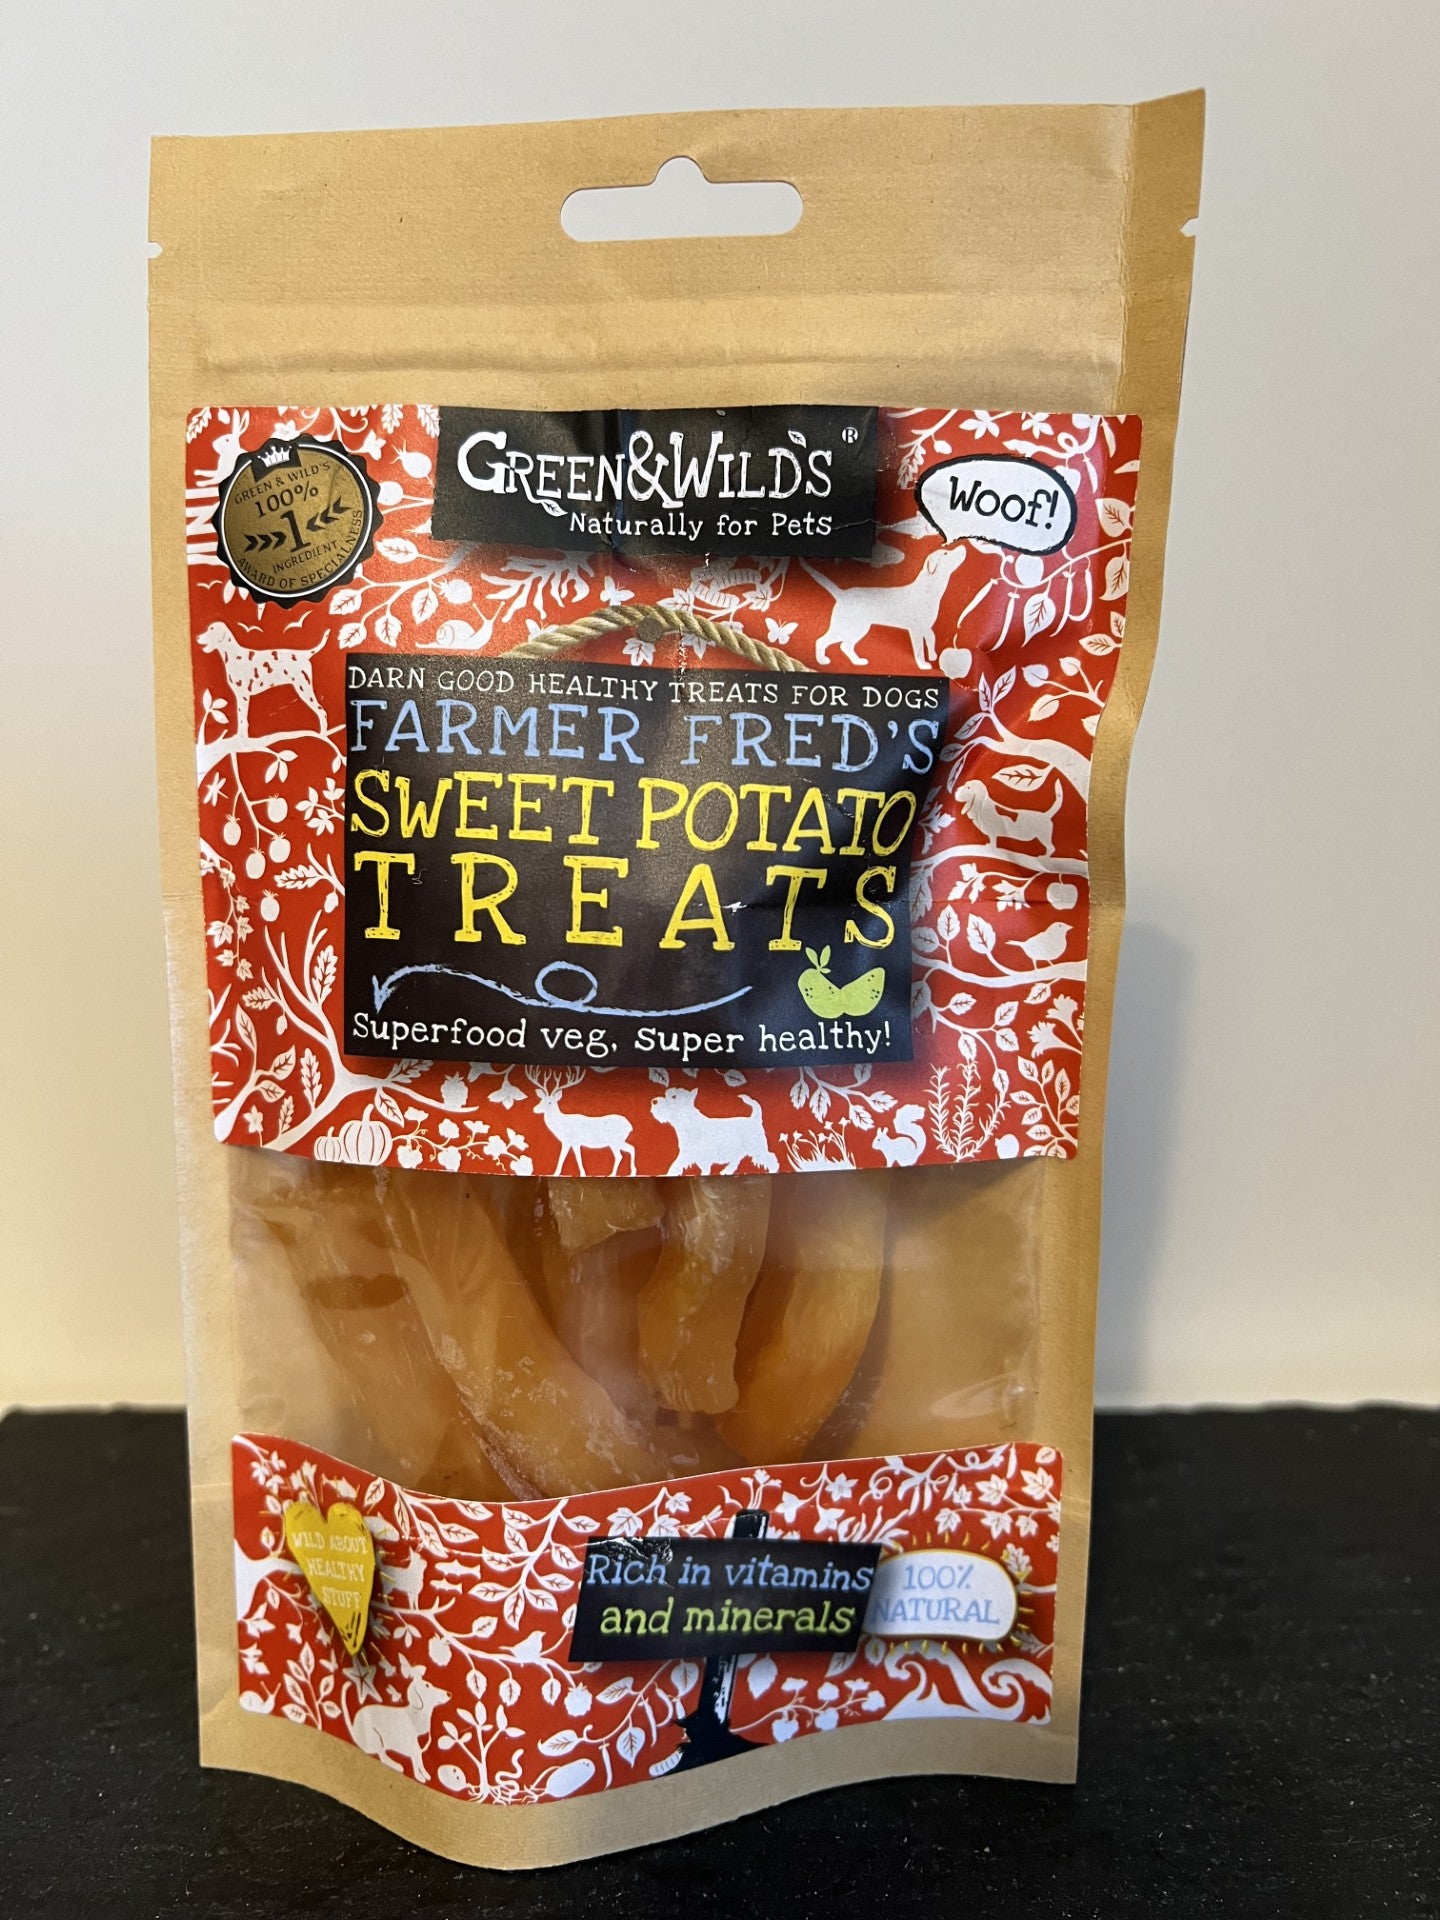 GREEN&WILD'S®
Naturally for Pets
GREEN & WILD'S
100%
1
INGREDIENT
AWARD OF SPECIALNESS
Woof!
DARN GOOD HEALTHY TREATS FOR DOGS
FARMER FRED'S
SWEET POTATO
TREATS
Superfood veg, super healthy!
WILD ABOUT
HEALTHY
STUFF
Rich in vitamins
and minerals
100%
NATURAL